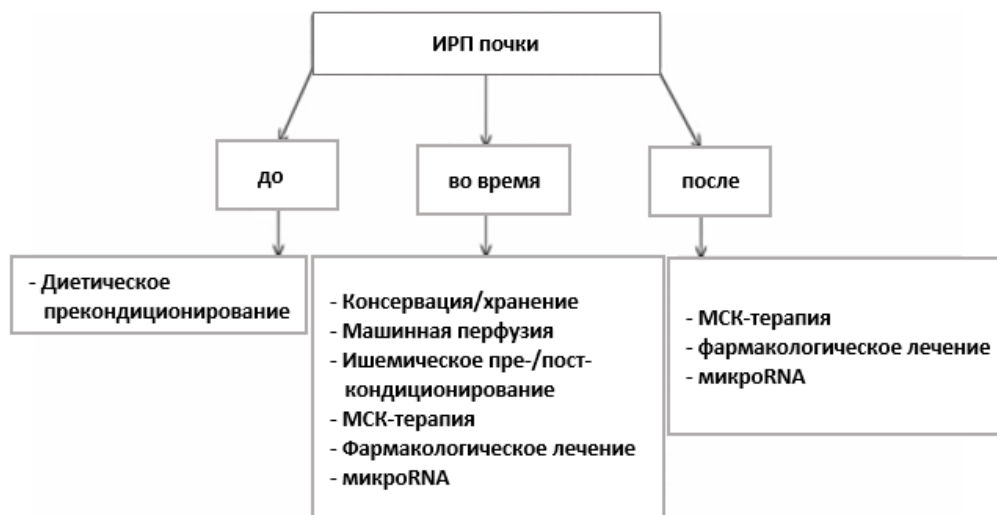 ИРП почки
до
во время
после
- Диетическое
прекондиционирование
- Консервация/хранение
- Машинная перфузия
- Ишемическое пре-/пост-
кондиционирование
- МСК-терапия
- Фармакологическое лечение
- микроRNA
- МСК-терапия
- фармакологическое лечение
- микроRNA